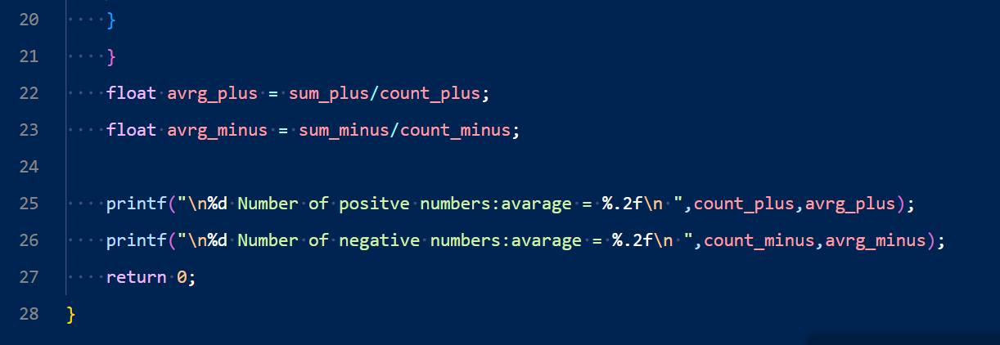 20 }
21 }
22 float avrg_plus = sum_plus/count_plus;
23 float avrg_minus = sum_minus/count_minus;
24
25 printf("\n%d Number of positve numbers:avarage = %.2f\n ",count_plus,avrg_plus);
26 printf("\n%d Number of negative numbers:avarage = %.2f\n ",count_minus,avrg_minus);
27 return 0;
28 }